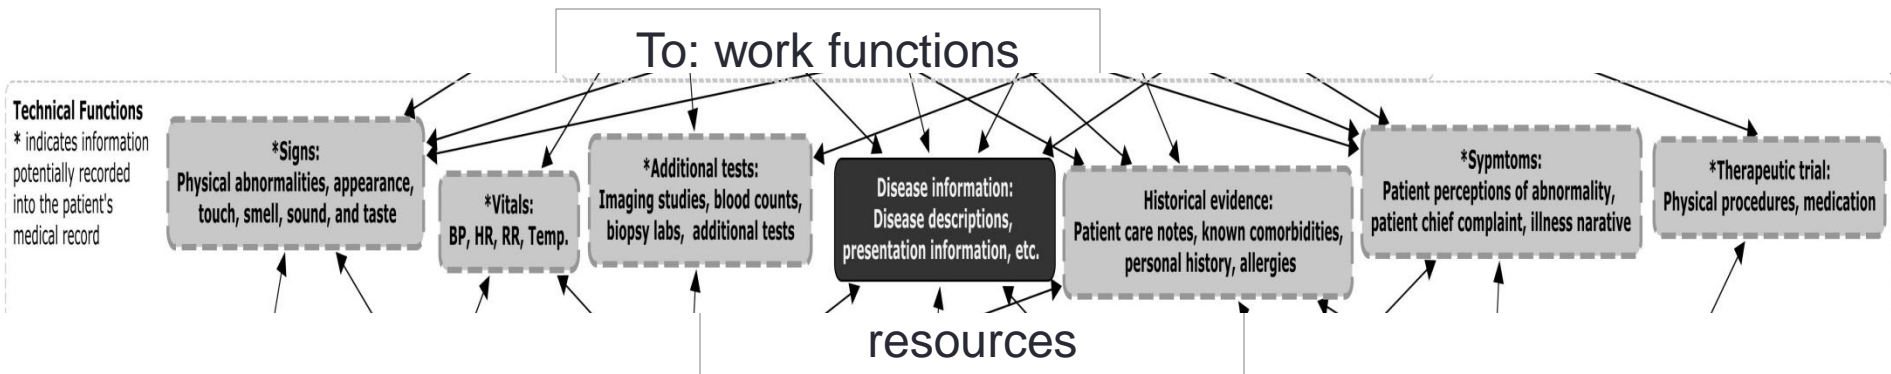 To: work functions
Technical Functions
* indicates information
potentially recorded
into the patient's
medical record
*Signs:
Physical abnormalities, appearance,
touch, smell, sound, and taste
*Vitals:
BP, HR, RR, Temp.
*Additional tests:
Imaging studies, blood counts,
biopsy labs, additional tests
Disease information:
Disease descriptions,
presentation information, etc.
Historical evidence:
Patient care notes, known comorbidities,
personal history, allergies
*Sypmtoms:
Patient perceptions of abnormality,
patient chief complaint, illness narative
*Therapeutic trial:
Physical procedures, medication
resources